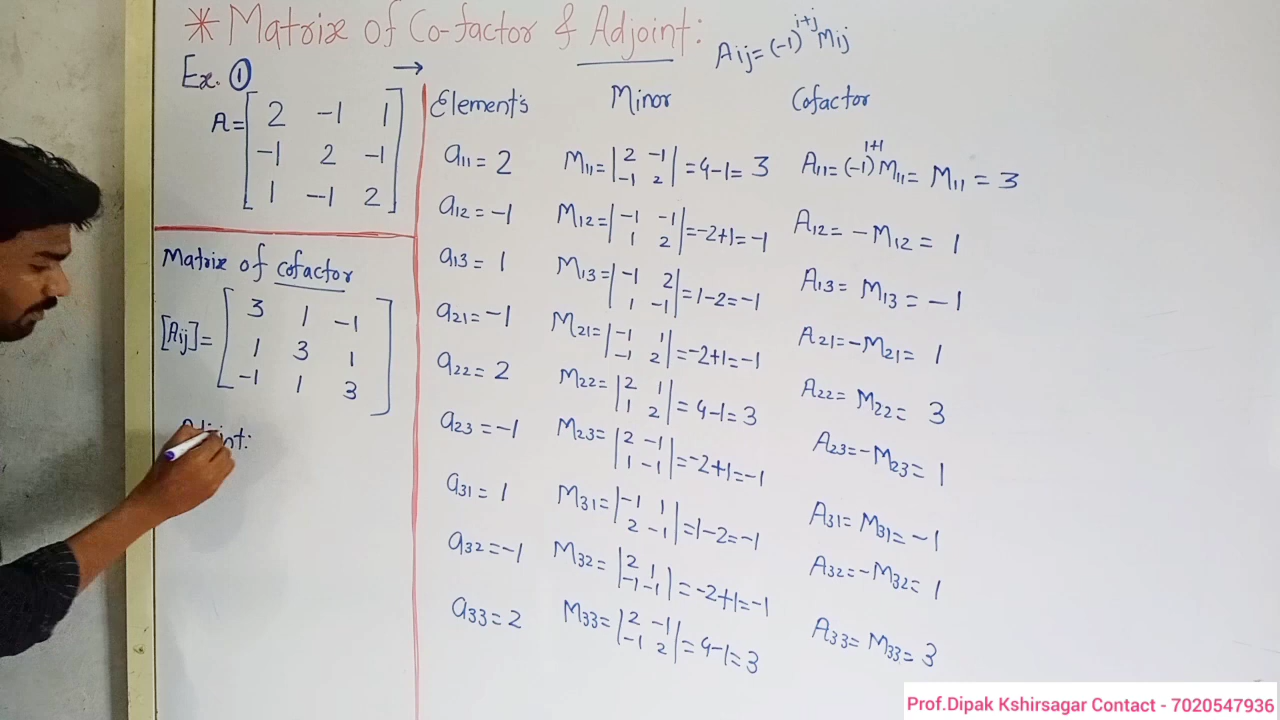 * Matrix of Co-factor & Adjoint:
Aij = (-1)^i+j Mij
Ex. ① →
A = [ 2 -1 1
-1 2 -1
1 -1 2 ]
Matrix of cofactor
[Aij] = [ 3 1 -1
1 3 1
-1 1 3 ]
Element's Minor Cofactor
a11 = 2 M11 = | 2 -1 | = 4-1 = 3 A11 = (-1)^1+1 M11 = M11 = 3
-1 2
a12 = -1 M12 = | -1 -1 | = -2+1 = -1 A12 = -M12 = 1
1 2
a13 = 1 M13 = | -1 2 | = 1-2 = -1 A13 = M13 = -1
1 -1
a21 = -1 M21 = | -1 1 | = -2+1 = -1 A21 = -M21 = 1
-1 2
a22 = 2 M22 = | 2 1 | = 4-1 = 3 A22 = M22 = 3
1 2
a23 = -1 M23 = | 2 -1 | = -2+1 = -1 A23 = -M23 = 1
1 -1
a31 = 1 M31 = | -1 1 | = 1-2 = -1 A31 = M31 = -1
2 -1
a32 = -1 M32 = | 2 1 | = -2+1 = -1 A32 = -M32 = 1
-1 -1
a33 = 2 M33 = | 2 -1 | = 4-1 = 3 A33 = M33 = 3
-1 2
Prof.Dipak Kshirsagar Contact - 7020547936